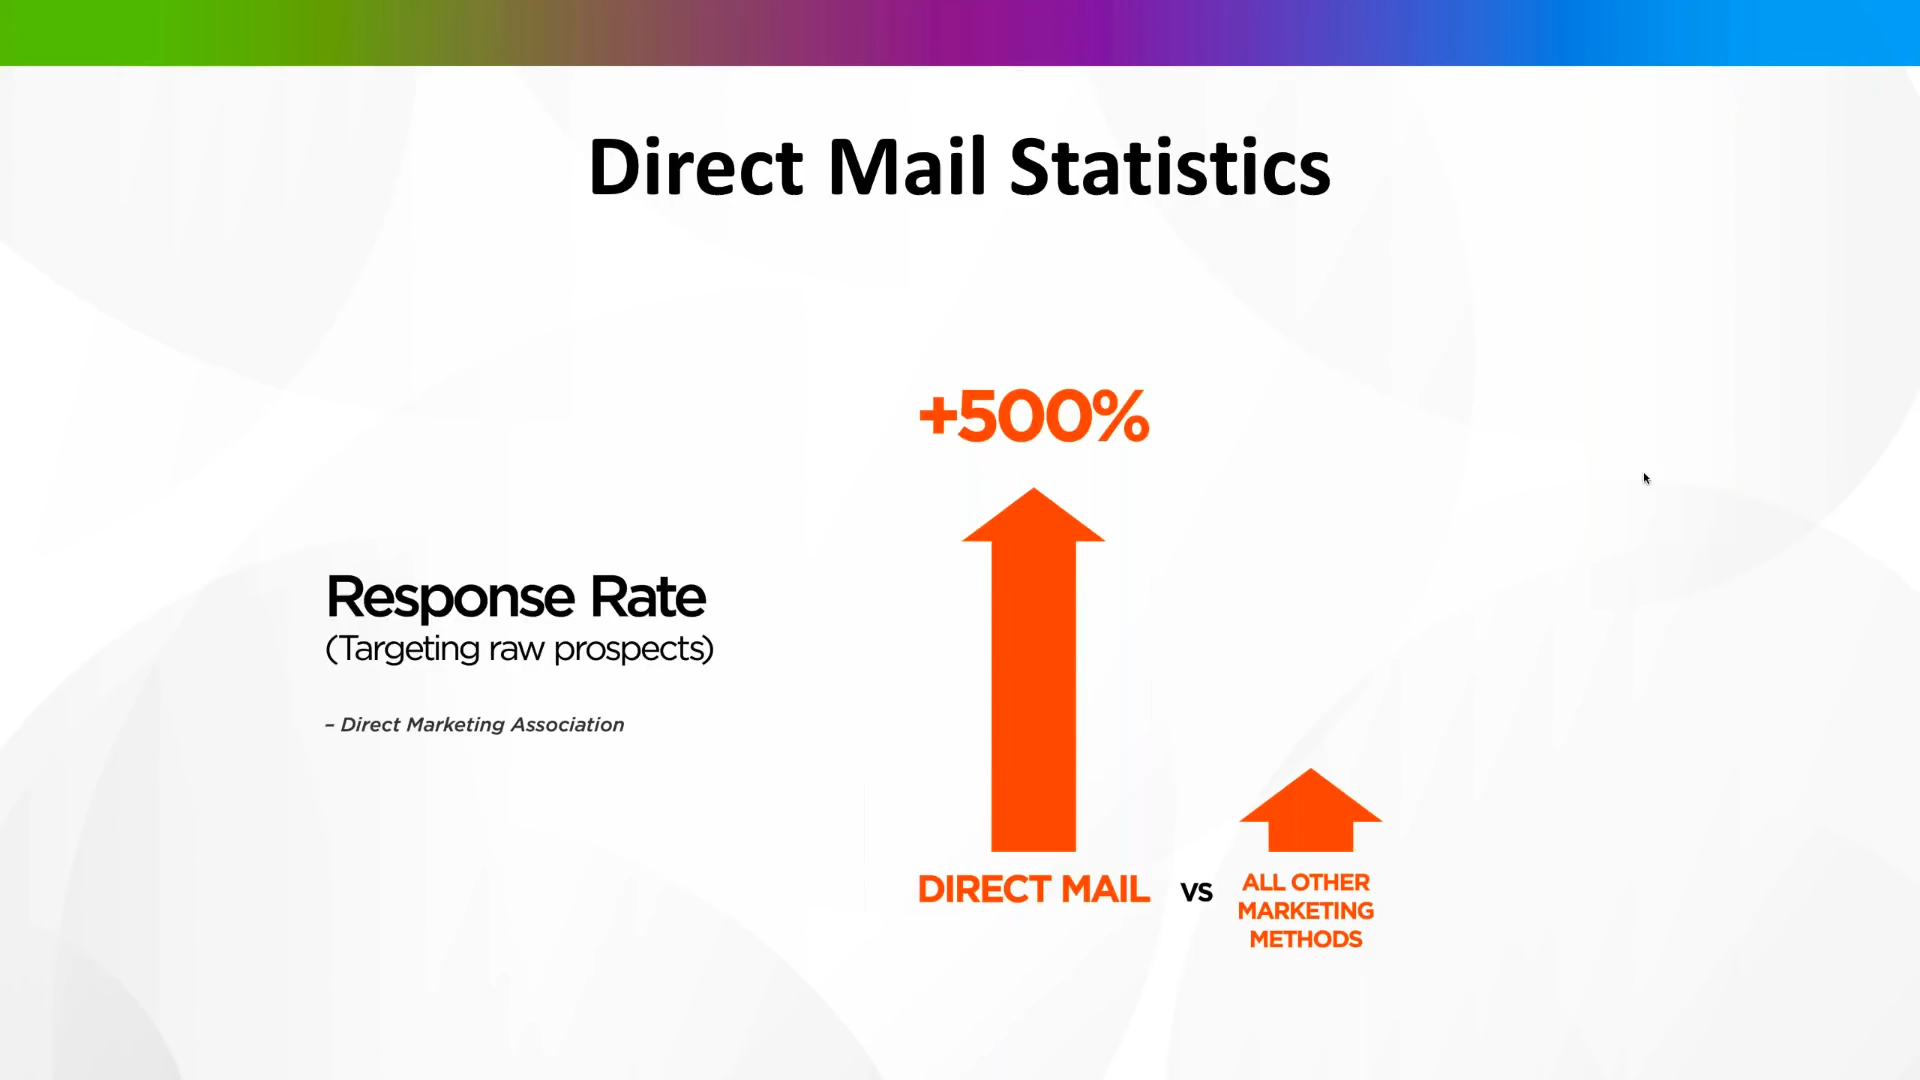 Direct Mail Statistics
+500%
Response Rate
(Targeting raw prospects)
– Direct Marketing Association
DIRECT MAIL
VS
ALL OTHER
MARKETING
METHODS